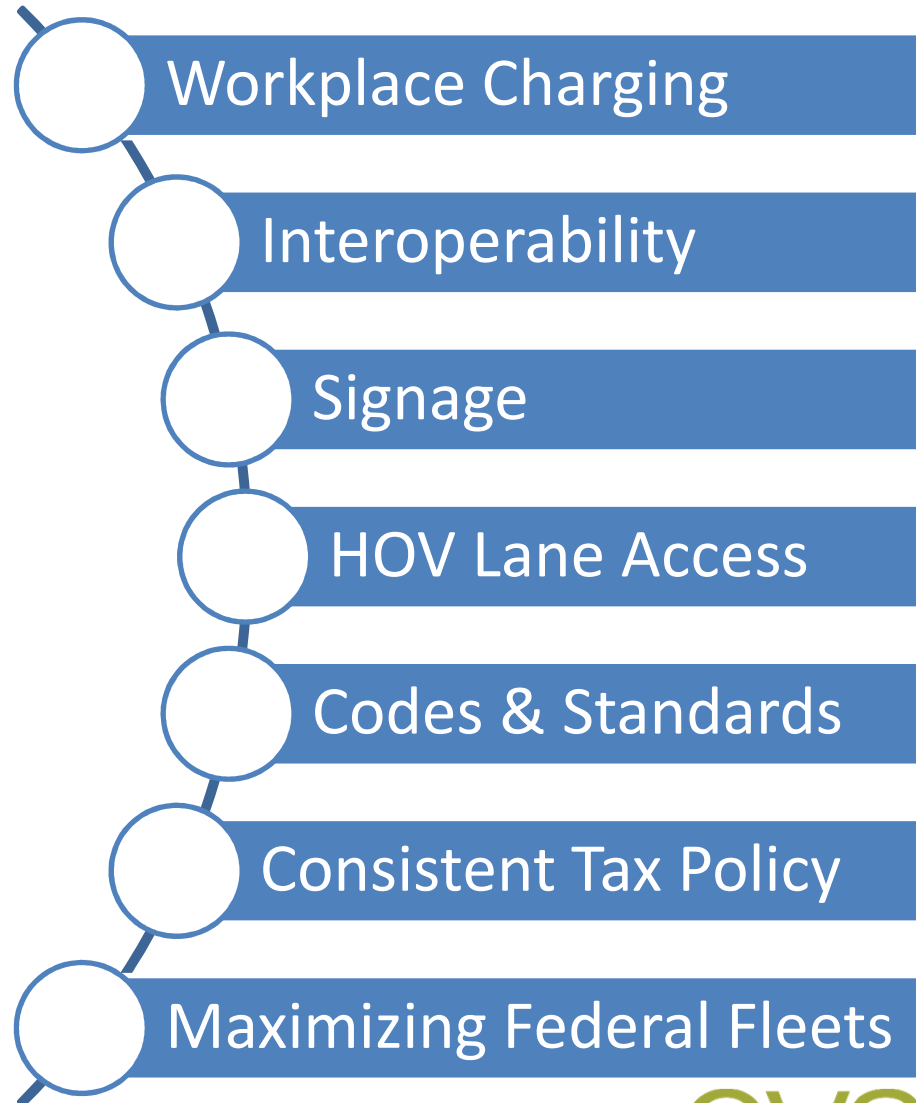 Workplace Charging
Interoperability
Signage
HOV Lane Access
Codes & Standards
Consistent Tax Policy
Maximizing Federal Fleets